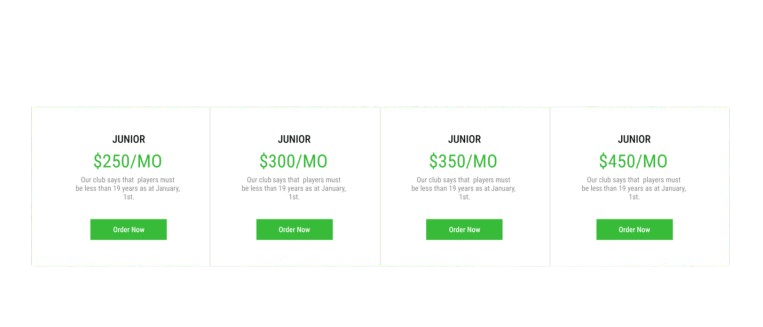 JUNIOR
$250/MO
Our club says that players must
be less than 19 years as at January,
1st.
Order Now
JUNIOR
$300/MO
Our club says that players must
be less than 19 years as at January,
1st.
Order Now
JUNIOR
$350/MO
Our club says that players must
be less than 19 years as at January,
1st.
Order Now
JUNIOR
$450/MO
Our club says that players must
be less than 19 years as at January,
1st.
Order Now